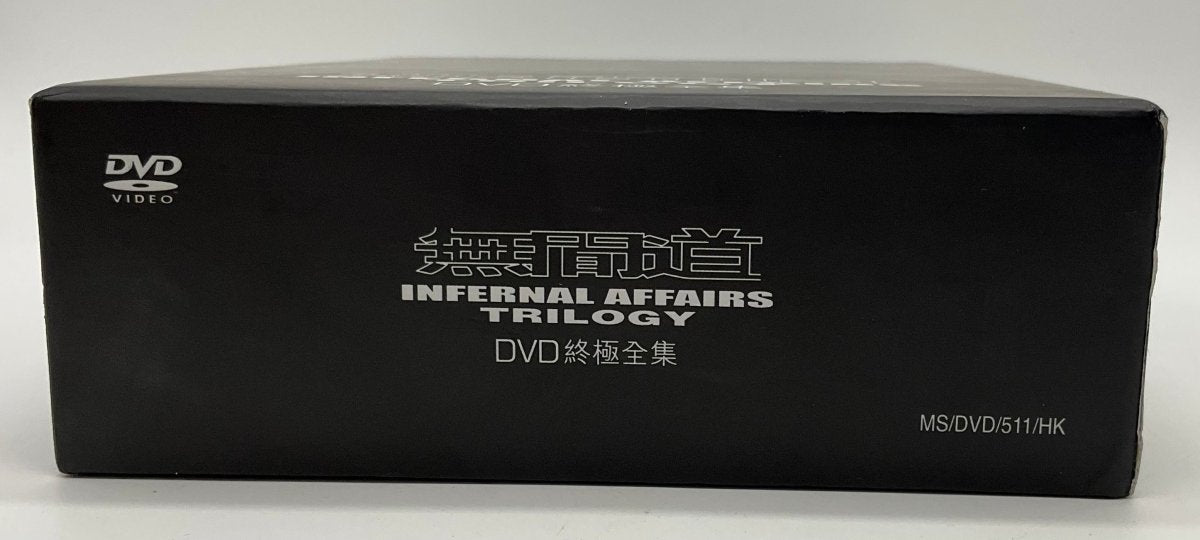 DVD
VIDEO
無間道
INFERNAL AFFAIRS
TRILOGY
DVD終極全集
MS/DVD/511/HK